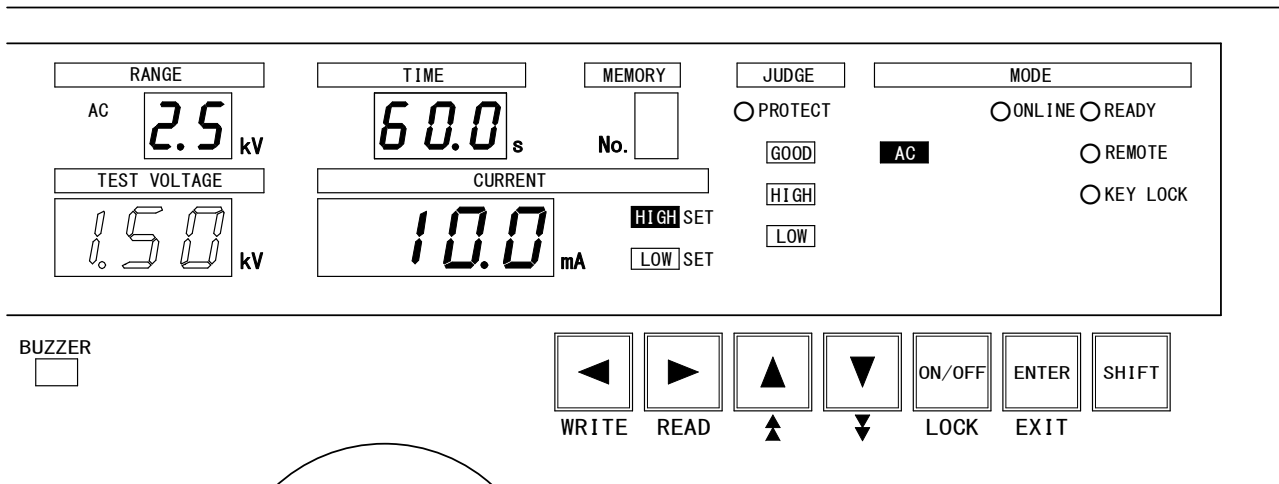 RANGE TIME MEMORY JUDGE MODE
AC 2.5 kV 60.0 s No. PROTECT ONLINE READY
GOOD AC REMOTE
TEST VOLTAGE CURRENT
HIGH KEY LOCK
1.50 kV 10.0 mA HIGH SET
LOW
LOW SET
BUZZER
ON/OFF ENTER SHIFT
WRITE READ LOCK EXIT